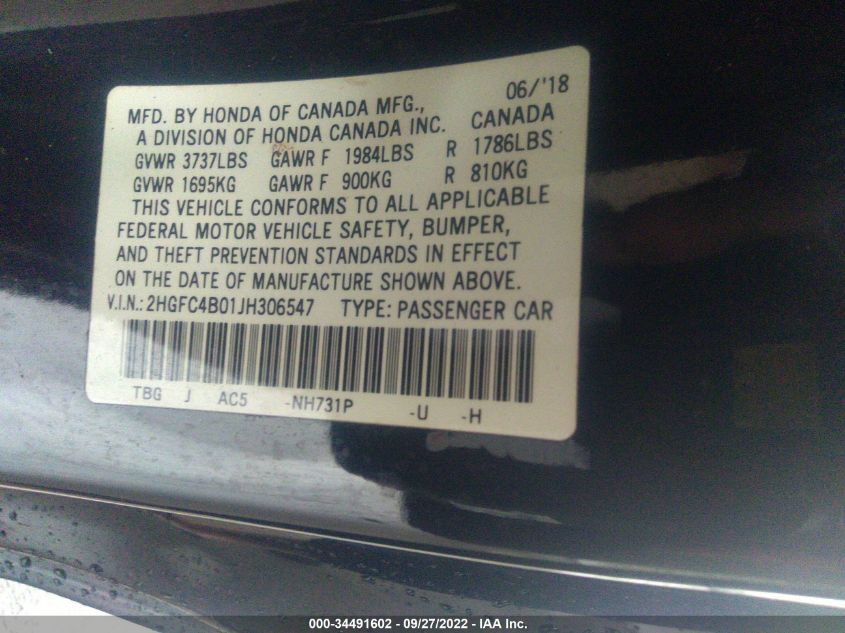 06/'18
MFD. BY HONDA OF CANADA MFG., CANADA
A DIVISION OF HONDA CANADA INC.
GVWR 3737LBS GAWR F 1984LBS R 1786LBS
GVWR 1695KG GAWR F 900KG R 810KG
THIS VEHICLE CONFORMS TO ALL APPLICABLE
FEDERAL MOTOR VEHICLE SAFETY, BUMPER,
AND THEFT PREVENTION STANDARDS IN EFFECT
ON THE DATE OF MANUFACTURE SHOWN ABOVE.
V.I.N.: 2HGFC4B01JH306547 TYPE: PASSENGER CAR
TBG J AC5 -NH731P -U -H
000-34491602 - 09/27/2022 - IAA Inc.